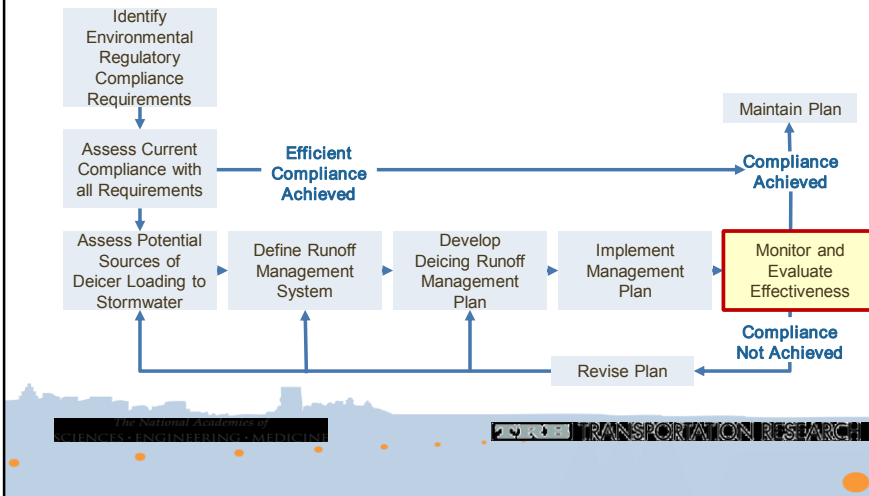 Identify
Environmental
Regulatory
Compliance
Requirements
Maintain Plan
Assess Current
Compliance with
all Requirements
Efficient
Compliance
Achieved
Compliance
Achieved
Assess Potential
Sources of
Deicer Loading to
Stormwater
Define Runoff
Management
System
Develop
Deicing Runoff
Management
Plan
Implement
Management
Plan
Monitor and
Evaluate
Effectiveness
Compliance
Not Achieved
Revise Plan
The National Academies of
SCIENCES • ENGINEERING • MEDICINE
TRB TRANSPORTATION RESEARCH